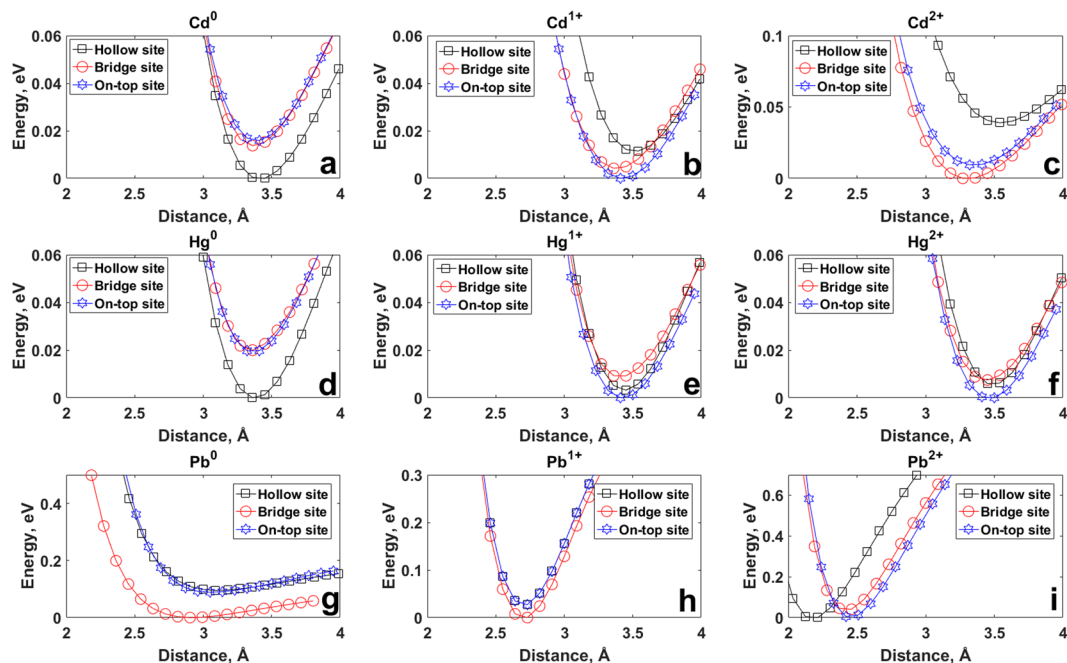 Cd⁰
Energy, eV
0.06
0.04
0.02
0
Hollow site
Bridge site
On-top site
a
2 2.5 3 3.5 4
Distance, Å
Cd¹⁺
Energy, eV
0.06
0.04
0.02
0
Hollow site
Bridge site
On-top site
b
2 2.5 3 3.5 4
Distance, Å
Cd²⁺
Energy, eV
0.1
0.05
0
Hollow site
Bridge site
On-top site
c
2 2.5 3 3.5 4
Distance, Å
Hg⁰
Energy, eV
0.06
0.04
0.02
0
Hollow site
Bridge site
On-top site
d
2 2.5 3 3.5 4
Distance, Å
Hg¹⁺
Energy, eV
0.06
0.04
0.02
0
Hollow site
Bridge site
On-top site
e
2 2.5 3 3.5 4
Distance, Å
Hg²⁺
Energy, eV
0.06
0.04
0.02
0
Hollow site
Bridge site
On-top site
f
2 2.5 3 3.5 4
Distance, Å
Pb⁰
Energy, eV
0.4
0.2
0
Hollow site
Bridge site
On-top site
g
2 2.5 3 3.5 4
Distance, Å
Pb¹⁺
Energy, eV
0.3
0.2
0.1
0
Hollow site
Bridge site
On-top site
h
2 2.5 3 3.5 4
Distance, Å
Pb²⁺
Energy, eV
0.6
0.4
0.2
0
Hollow site
Bridge site
On-top site
i
2 2.5 3 3.5 4
Distance, Å